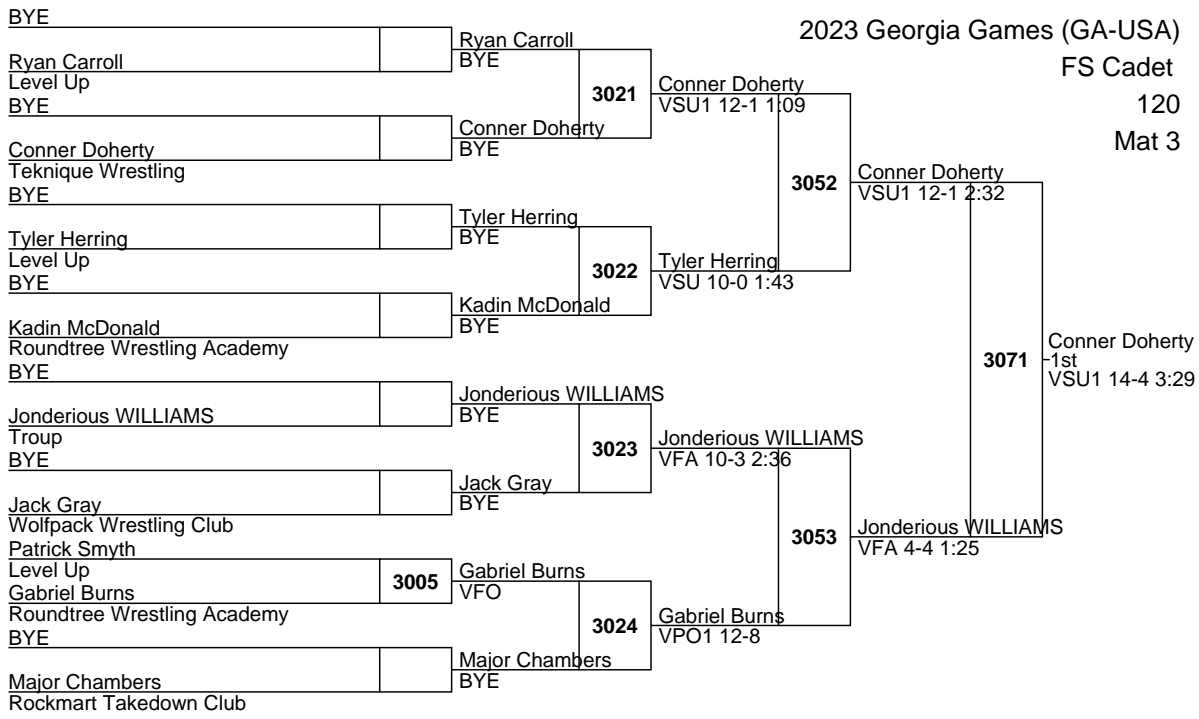 2023 Georgia Games (GA-USA)
FS Cadet
120
Mat 3
BYE
Ryan Carroll
Level Up
BYE
Conner Doherty
Teknique Wrestling
BYE
Tyler Herring
Level Up
BYE
Kadin McDonald
Roundtree Wrestling Academy
BYE
Jonderious WILLIAMS
Troup
BYE
Jack Gray
Wolfpack Wrestling Club
Patrick Smyth
Level Up
Gabriel Burns
Roundtree Wrestling Academy
BYE
Major Chambers
Rockmart Takedown Club
3005
Ryan Carroll
BYE
Conner Doherty
BYE
Tyler Herring
BYE
Kadin McDonald
BYE
Jonderious WILLIAMS
BYE
Jack Gray
BYE
Gabriel Burns
VFO
Major Chambers
BYE
3021
3022
3023
3024
Conner Doherty
VSU1 12-1 1:09
Tyler Herring
VSU 10-0 1:43
Jonderious WILLIAMS
VFA 10-3 2:36
Gabriel Burns
VPO1 12-8
3052
3053
Conner Doherty
VSU1 12-1 2:32
Jonderious WILLIAMS
VFA 4-4 1:25
3071
Conner Doherty
1st
VSU1 14-4 3:29